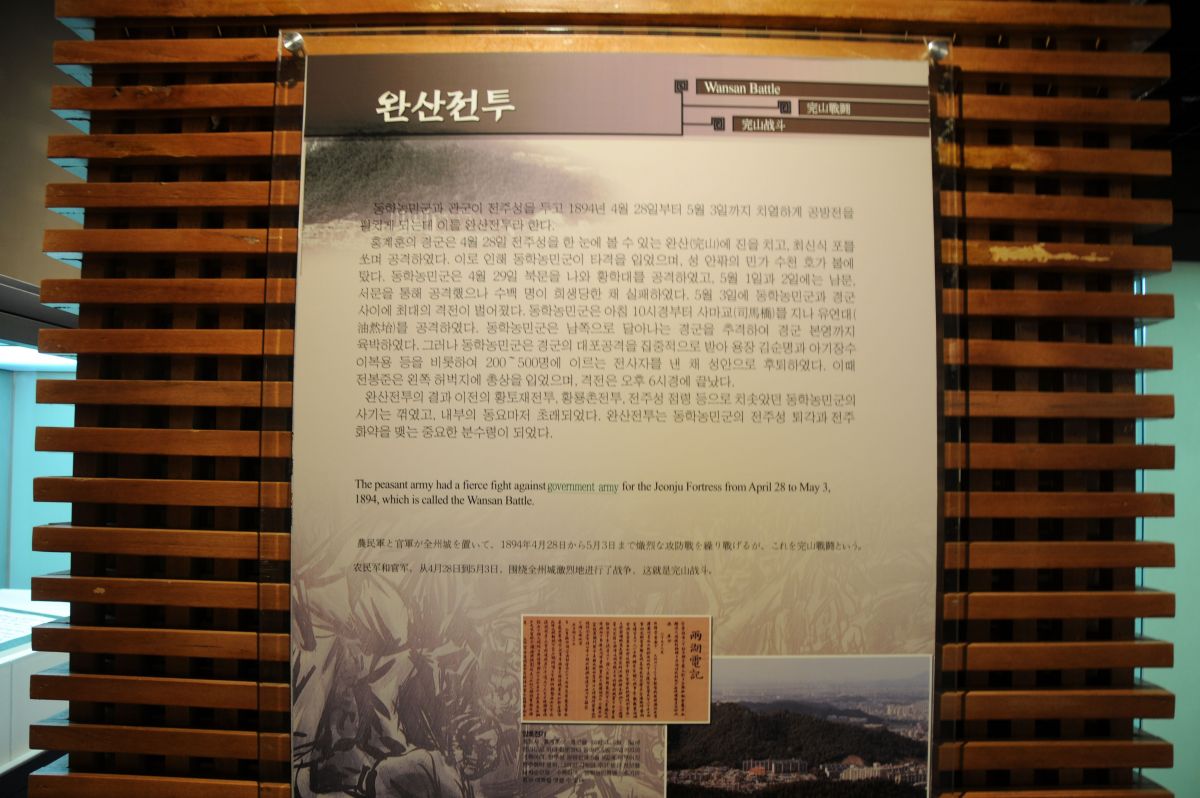 완산전투
Wansan Battle
完山戰鬪
完山战斗
동학농민군과 관군이 전주성을 두고 1894년 4월 28일부터 5월 3일까지 치열하게 공방전을
벌렸게 되는데 이를 완산전투라 한다.
홍계훈의 경군은 4월 28일 전주성을 한 눈에 볼 수 있는 완산(完山)에 진을 치고, 최신식 포를
쏘며 공격하였다. 이로 인해 동학농민군이 타격을 입었으며, 성 안팎의 민가 수천 호가 불에
탔다. 동학농민군은 4월 29일 북문을 나와 황학대를 공격하였고, 5월 1일과 2일에는 남문,
서문을 통해 공격했으나 수백 명이 희생당한 채 실패하였다. 5월 3일에 동학농민군과 경군
사이에 최대의 격전이 벌어졌다. 동학농민군은 아침 10시경부터 사마교(司馬橋)를 지나 유연대(
油然坮)를 공격하였다. 동학농민군은 남쪽으로 달아나는 경군을 추격하여 경군 본영까지
육박하였다. 그러나 동학농민군은 경군의 대포공격을 집중적으로 받아 용장 김순명과 아기장수
이복용 등을 비롯하여 200~500명에 이르는 전사자를 낸 채 성안으로 후퇴하였다. 이때
전봉준은 왼쪽 허벅지에 총상을 입었으며, 격전은 오후 6시경에 끝났다.
완산전투의 결과 이전의 황토재전투, 황룡촌전투, 전주성 점령 등으로 치솟았던 동학농민군의
사기는 꺾였고, 내부의 동요마저 초래되었다. 완산전투는 동학농민군의 전주성 퇴각과 전주
화약을 맺는 중요한 분수령이 되었다.
The peasant army had a fierce fight against government army for the Jeonju Fortress from April 28 to May 3,
1894, which is called the Wansan Battle.
農民軍と官軍が全州城を置いて、1894年4月28日から5月3日まで熾烈な攻防戰を繰り戰げるが、これを完山戰鬪という。
农民军和官军，从4月28日到5月3日，围绕全州城激烈地进行了战争，这就是完山战斗。
兩湖電記
양호전기